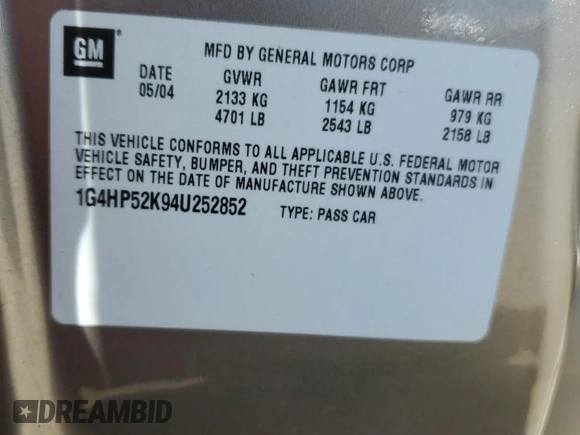 GM
MFD BY GENERAL MOTORS CORP
DATE GVWR GAWR FRT GAWR RR
05/04 2133 KG 1154 KG 979 KG
4701 LB 2543 LB 2158 LB
THIS VEHICLE CONFORMS TO ALL APPLICABLE U.S. FEDERAL MOTOR
VEHICLE SAFETY, BUMPER, AND THEFT PREVENTION STANDARDS IN
EFFECT ON THE DATE OF MANUFACTURE SHOWN ABOVE.
1G4HP52K94U252852 TYPE: PASS CAR
DREAMBID